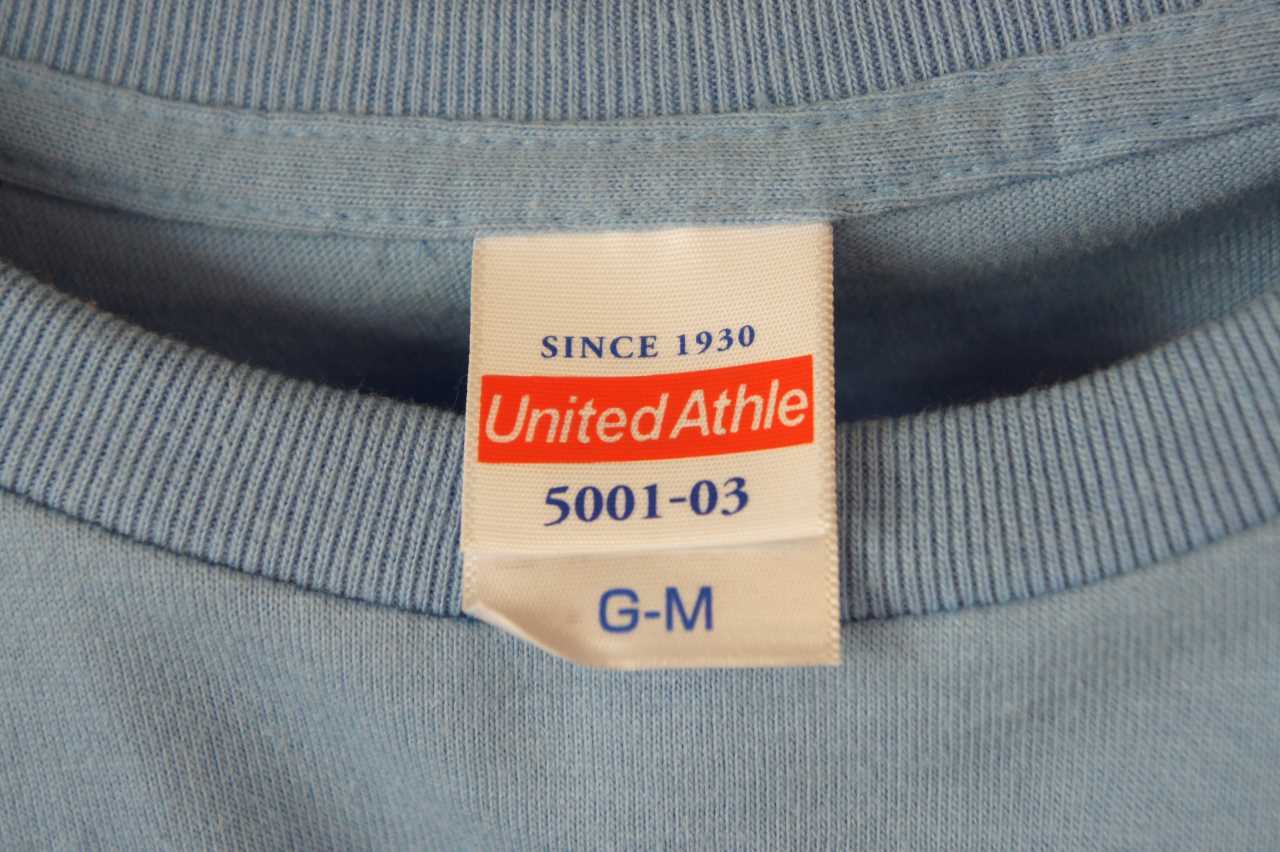 SINCE 1930
United Athle
5001-03
G-M